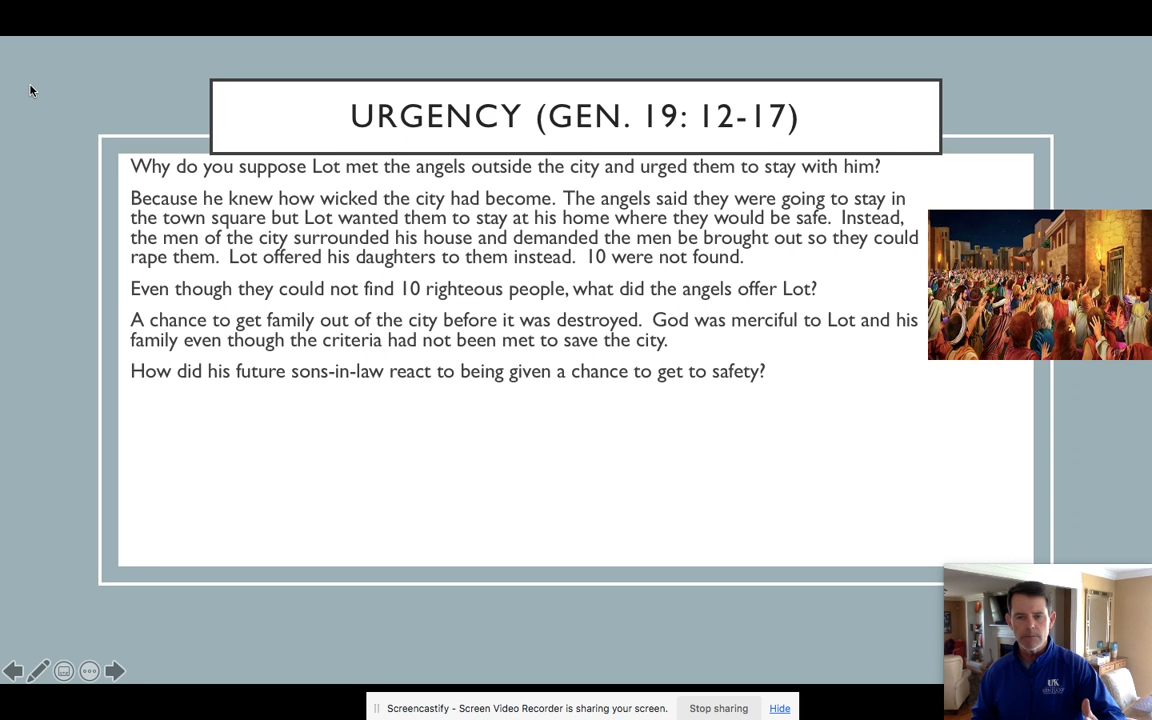 URGENCY (GEN. 19: 12-17)
Why do you suppose Lot met the angels outside the city and urged them to stay with him?
Because he knew how wicked the city had become.  The angels said they were going to stay in
the town square but Lot wanted them to stay at his home where they would be safe.  Instead,
the men of the city surrounded his house and demanded the men be brought out so they could
rape them.  Lot offered his daughters to them instead.  10 were not found.
Even though they could not find 10 righteous people, what did the angels offer Lot?
A chance to get family out of the city before it was destroyed.  God was merciful to Lot and his
family even though the criteria had not been met to save the city.
How did his future sons-in-law react to being given a chance to get to safety?
UK
Screencastify - Screen Video Recorder is sharing your screen.
Stop sharing
Hide